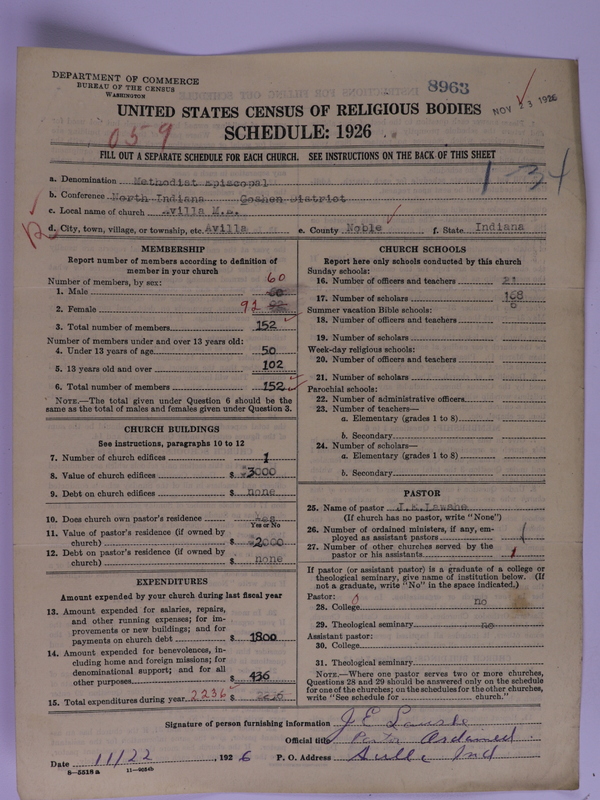 DEPARTMENT OF COMMERCE
BUREAU OF THE CENSUS
WASHINGTON
8963
NOV 23 1926
UNITED STATES CENSUS OF RELIGIOUS BODIES
059
SCHEDULE: 1926
FILL OUT A SEPARATE SCHEDULE FOR EACH CHURCH. SEE INSTRUCTIONS ON THE BACK OF THIS SHEET
1-34
a. Denomination Methodist Episcopal
b. Conference North Indiana Goshen District
c. Local name of church Avilla M.E.
d. City, town, village, or township, etc. Avilla e. County Noble f. State Indiana
MEMBERSHIP
Report number of members according to definition of member in your church
Number of members, by sex: 60
1. Male 60
2. Female 92
3. Total number of members 152
Number of members under and over 13 years old:
4. Under 13 years of age 50
5. 13 years old and over 102
6. Total number of members 152
NOTE.—The total given under Question 6 should be
same as the total of males and females given under Question 3.
CHURCH BUILDINGS
See instructions, paragraphs 10 to 12
7. Number of church edifices 1
8. Value of church edifices $ 3000
9. Debt on church edifices $ none
10. Does church own pastor's residence Yes
Yes or No
11. Value of pastor's residence (if owned by
church) $ 2000
12. Debt on pastor's residence (if owned by
church) $ none
EXPENDITURES
Amount expended by your church during last fiscal year
13. Amount expended for salaries, repairs,
and other running expenses; for im-
provements or new buildings; and for
payments on church debt $ 1800
14. Amount expended for benevolences, in-
cluding home and foreign missions; for
denominational support; and for all
other purposes $ 436
15. Total expenditures during year 2236 $ 2236
CHURCH SCHOOLS
Report here only schools conducted by this church
Sunday schools:
16. Number of officers and teachers 21
17. Number of scholars 168
Summer vacation Bible schools:
18. Number of officers and teachers
19. Number of scholars
Week-day religious schools:
20. Number of officers and teachers
21. Number of scholars
Parochial schools:
22. Number of administrative officers
23. Number of teachers—
a. Elementary (grades 1 to 8)
b. Secondary
24. Number of scholars—
a. Elementary (grades 1 to 8)
b. Secondary
PASTOR
25. Name of pastor J.E. Lawshe
(If church has no pastor, write "None")
26. Number of ordained ministers, if any, em-
ployed as assistant pastors
27. Number of other churches served by the
pastor or his assistants 1
If pastor (or assistant pastor) is a graduate of a college or
theological seminary, give name of institution below. (If
not a graduate, write "No" in the space indicated.)
Pastor:
28. College no
29. Theological seminary no
Assistant pastor:
30. College
31. Theological seminary
NOTE.—Where one pastor serves two or more churches,
Questions 28 and 29 should be answered only on the schedule
for one of the churches; on the schedules for the other churches,
write "See schedule for church."
Signature of person furnishing information J E Lawshe
Official title Pastor Ordained
Date 11/22, 1926 P. O. Address Ind
8-5518a 11-9034b